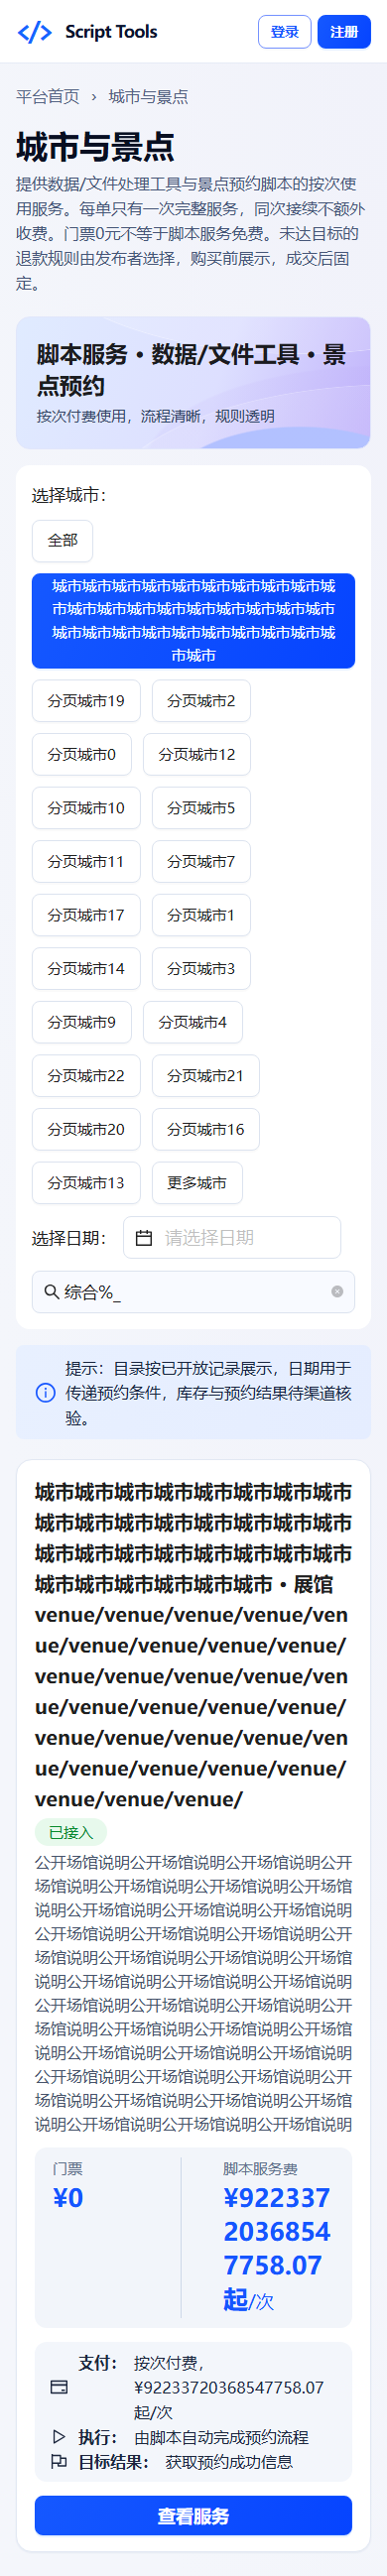 Script Tools
登录
注册
平台首页 › 城市与景点
城市与景点
提供数据/文件处理工具与景点预约脚本的按次使
用服务。每单只有一次完整服务，同次接续不额外
收费。门票0元不等于脚本服务免费。未达目标的
退款规则由发布者选择，购买前展示，成交后固
定。
脚本服务・数据/文件工具・景
点预约
按次付费使用，流程清晰，规则透明
选择城市：
全部
城市城市城市城市城市城市城市城市城市城
市城市城市城市城市城市城市城市城市城市
城市城市城市城市城市城市城市城市城市城
市城市
分页城市19 分页城市2
分页城市0 分页城市12
分页城市10 分页城市5
分页城市11 分页城市7
分页城市17 分页城市1
分页城市14 分页城市3
分页城市9 分页城市4
分页城市22 分页城市21
分页城市20 分页城市16
分页城市13 更多城市
选择日期： 请选择日期
综合%_
提示：目录按已开放记录展示，日期用于
传递预约条件，库存与预约结果待渠道核
验。
城市城市城市城市城市城市城市城市
城市城市城市城市城市城市城市城市
城市城市城市城市城市城市城市城市
城市城市城市城市城市城市・展馆
venue/venue/venue/venue/ven
ue/venue/venue/venue/venue/
venue/venue/venue/venue/ven
ue/venue/venue/venue/venue/
venue/venue/venue/venue/ven
ue/venue/venue/venue/venue/
venue/venue/venue/
已接入
公开场馆说明公开场馆说明公开场馆说明公开
场馆说明公开场馆说明公开场馆说明公开场馆
说明公开场馆说明公开场馆说明公开场馆说明
公开场馆说明公开场馆说明公开场馆说明公开
场馆说明公开场馆说明公开场馆说明公开场馆
说明公开场馆说明公开场馆说明公开场馆说明
公开场馆说明公开场馆说明公开场馆说明公开
场馆说明公开场馆说明公开场馆说明公开场馆
说明公开场馆说明公开场馆说明公开场馆说明
公开场馆说明公开场馆说明公开场馆说明公开
场馆说明公开场馆说明公开场馆说明公开场馆
说明公开场馆说明公开场馆说明公开场馆说明
门票
¥0
脚本服务费
¥922337
2036854
7758.07
起/次
支付： 按次付费，
¥92233720368547758.07
起/次
执行： 由脚本自动完成预约流程
目标结果： 获取预约成功信息
查看服务